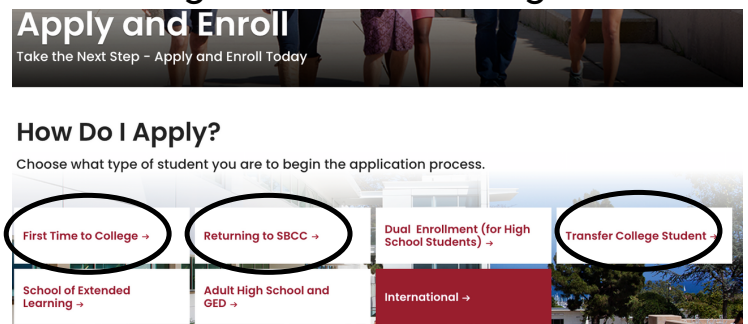 Apply and Enroll
Take the Next Step - Apply and Enroll Today
How Do I Apply?
Choose what type of student you are to begin the application process.
First Time to College →
Returning to SBCC →
Dual Enrollment (for High
School Students) →
Transfer College Student →
School of Extended
Learning →
Adult High School and
GED →
International →